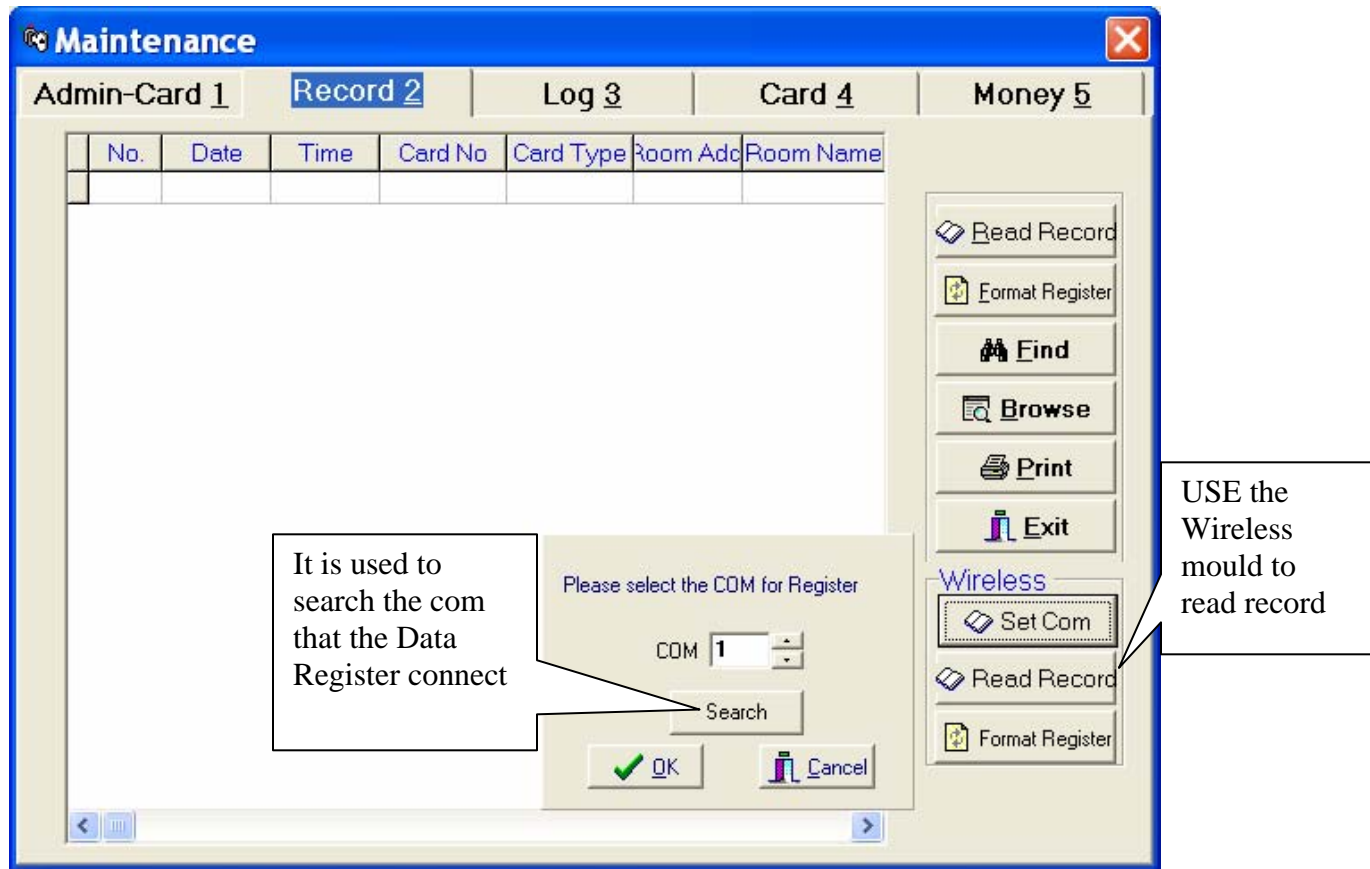 Maintenance
Admin-Card 1 Record 2 Log 3 Card 4 Money 5
No. Date Time Card No Card Type Room Add Room Name
Read Record
Format Register
Find
Browse
Print
Exit
Wireless
Set Com
Read Record
Format Register
Please select the COM for Register
COM 1
Search
OK Cancel
It is used to
search the com
that the Data
Register connect
USE the
Wireless
mould to
read record